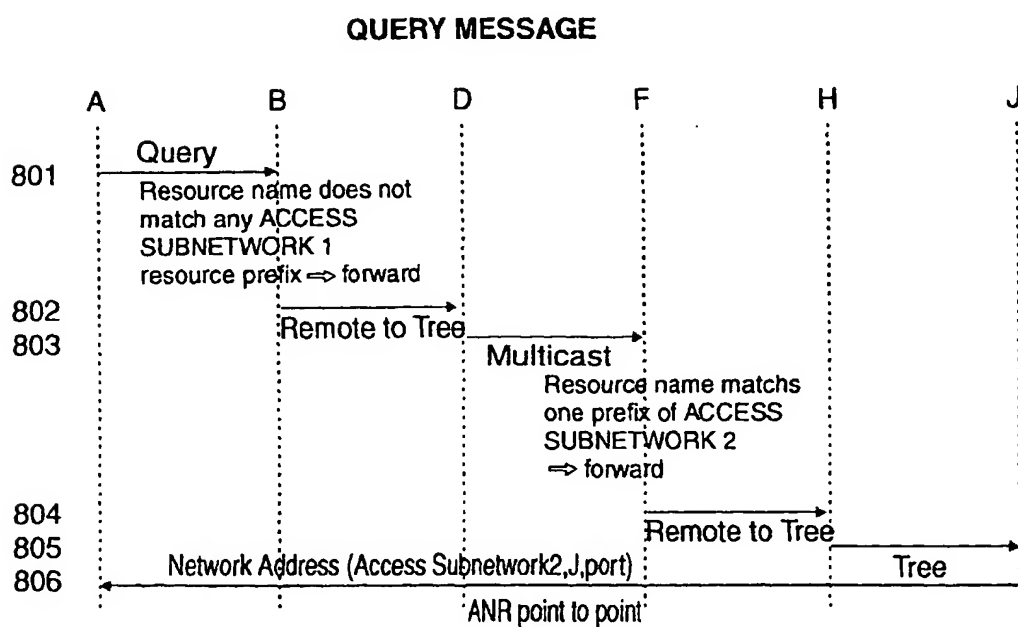 QUERY MESSAGE
A B D F H J
801 Query
Resource name does not
match any ACCESS
SUBNETWORK 1
resource prefix ⇒ forward
802 Remote to Tree
803 Multicast
Resource name matchs
one prefix of ACCESS
SUBNETWORK 2
⇒ forward
804 Remote to Tree
805 Tree
806 Network Address (Access Subnetwork2,J,port)
ANR point to point